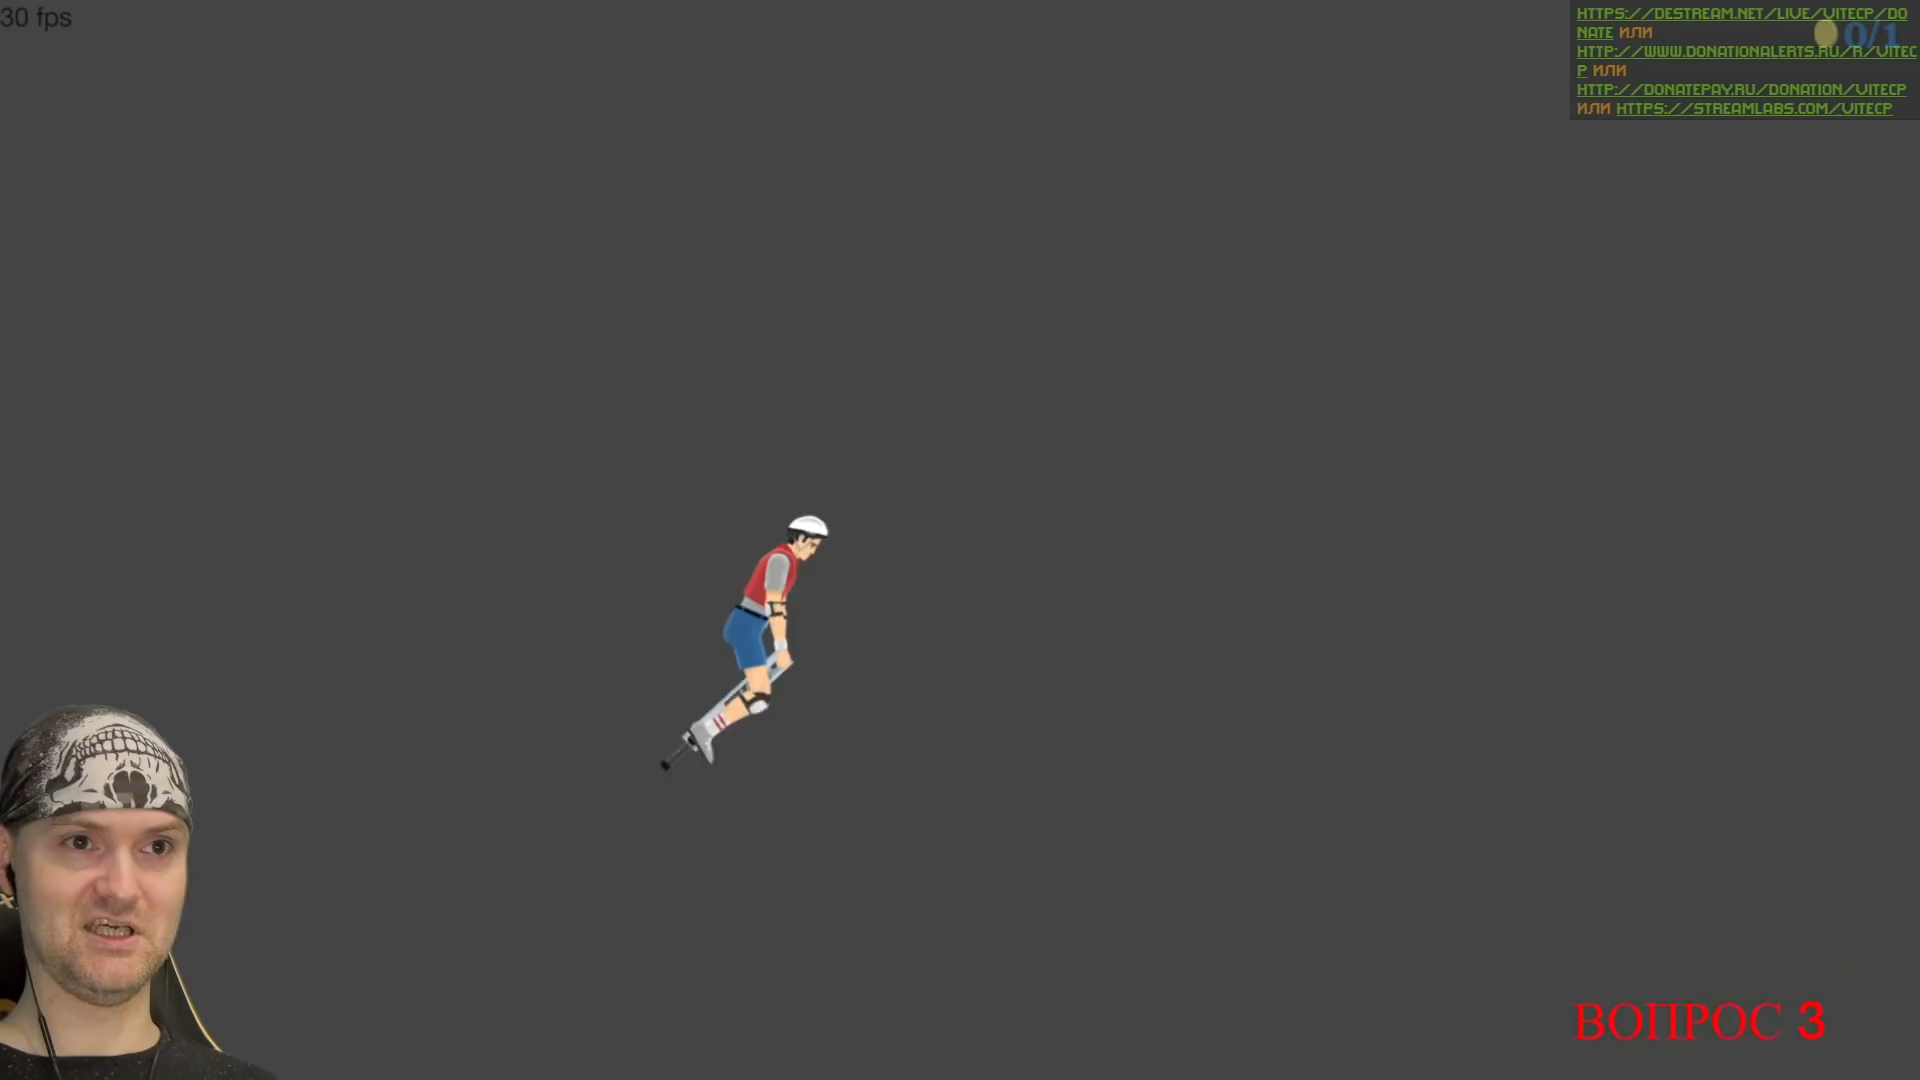 30 fps
HTTPS://DESTREAM.NET/LIVE/VITECP/DO
NATE ИЛИ
0/1
HTTP://WWW.DONATIONALERTS.RU/R/VITEC
P ИЛИ
HTTP://DONATEPAY.RU/DONATION/VITECP
ИЛИ HTTPS://STREAMLABS.COM/VITECP
ВОПРОС 3